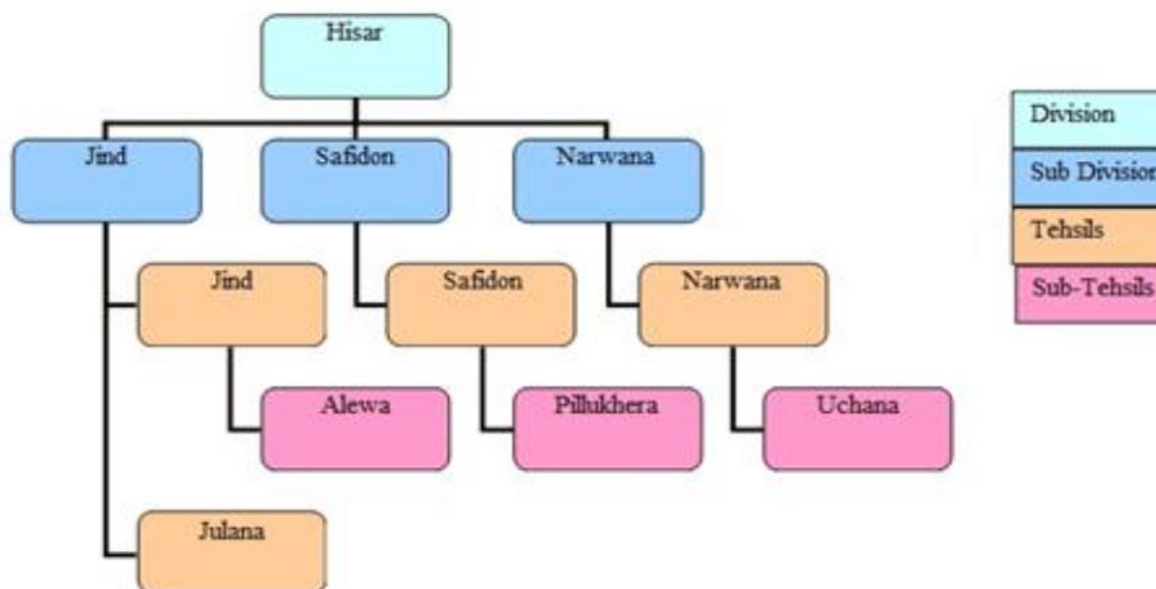 Hisar
Jind
Safidon
Narwana
Jind
Safidon
Narwana
Alewa
Pillukhera
Uchana
Julana
Division
Sub Division
Tehsils
Sub-Tehsils